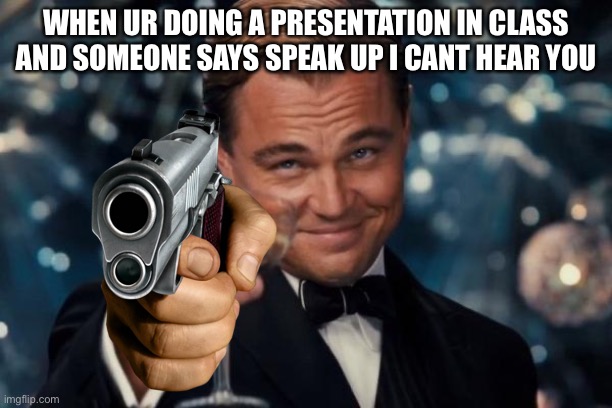 WHEN UR DOING A PRESENTATION IN CLASS
AND SOMEONE SAYS SPEAK UP I CANT HEAR YOU
imgflip.com